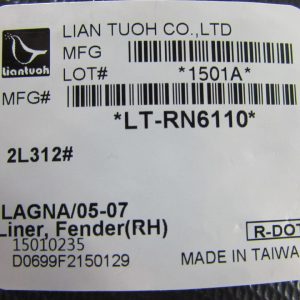 LIAN TUOH CO.,LTD
Liantuoh
MFG
LOT# *1501A*
MFG#
*LT-RN6110*
2L312#
LAGNA/05-07
Liner, Fender(RH)
15010235
R-DOT
D0699F2150129
MADE IN TAIWAN